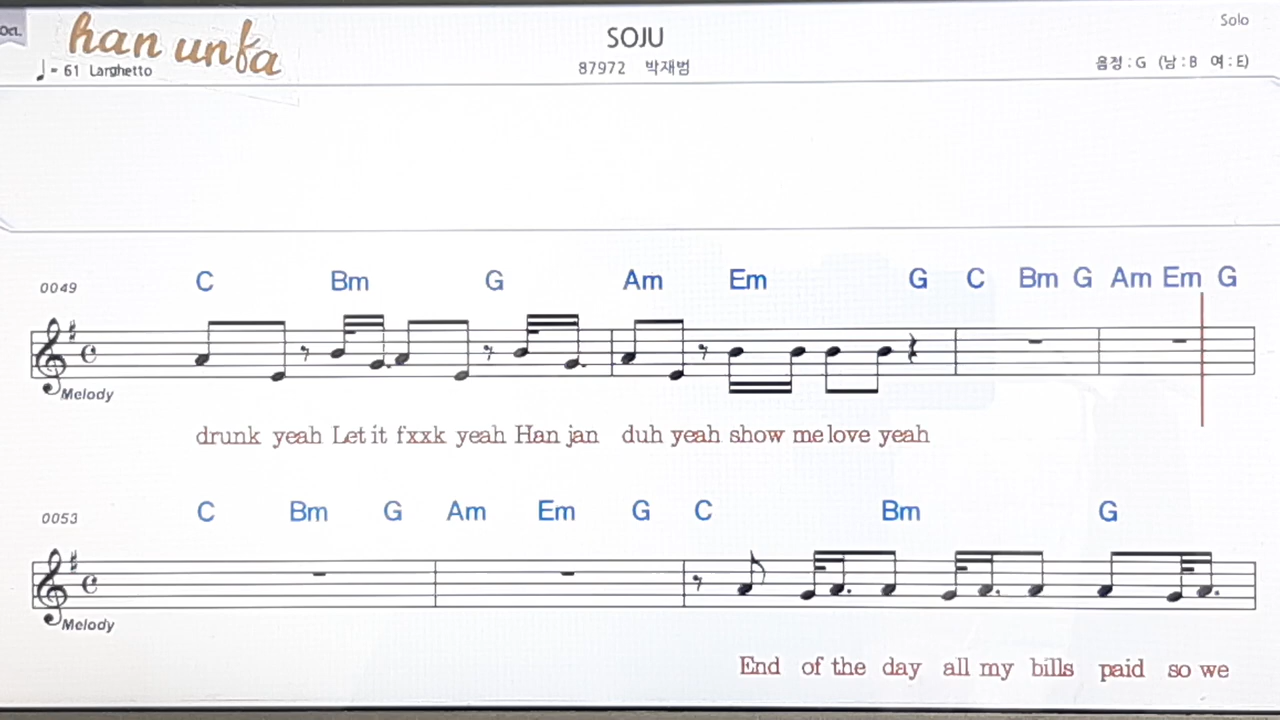 Oct.
han unfa
SOJU
Solo
♩= 61 Larghetto
87972 박재범
음정 : G (남 : B 여 : E)
C Bm G Am Em G C Bm G Am Em G
0049
Melody
drunk yeah Let it fxxk yeah Han jan duh yeah show me love yeah
C Bm G Am Em G C Bm G
0053
Melody
End of the day all my bills paid so we